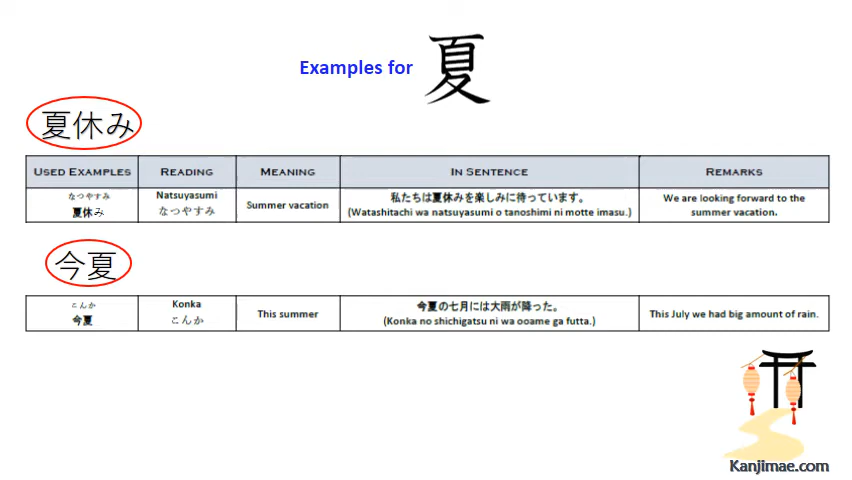 Examples for 夏
夏休み
USED EXAMPLES READING MEANING IN SENTENCE REMARKS
なつやすみ
夏休み
Natsuyasumi
なつやすみ
Summer vacation
私たちは夏休みを楽しみに待っています。
(Watashitachi wa natsuyasumi o tanoshimi ni motte imasu.)
We are looking forward to the
summer vacation.
今夏
こんか
今夏
Konka
こんか
This summer
今夏の七月には大雨が降った。
(Konka no shichigatsu ni wa ooame ga futta.)
This July we had big amount of rain.
Kanjimae.com